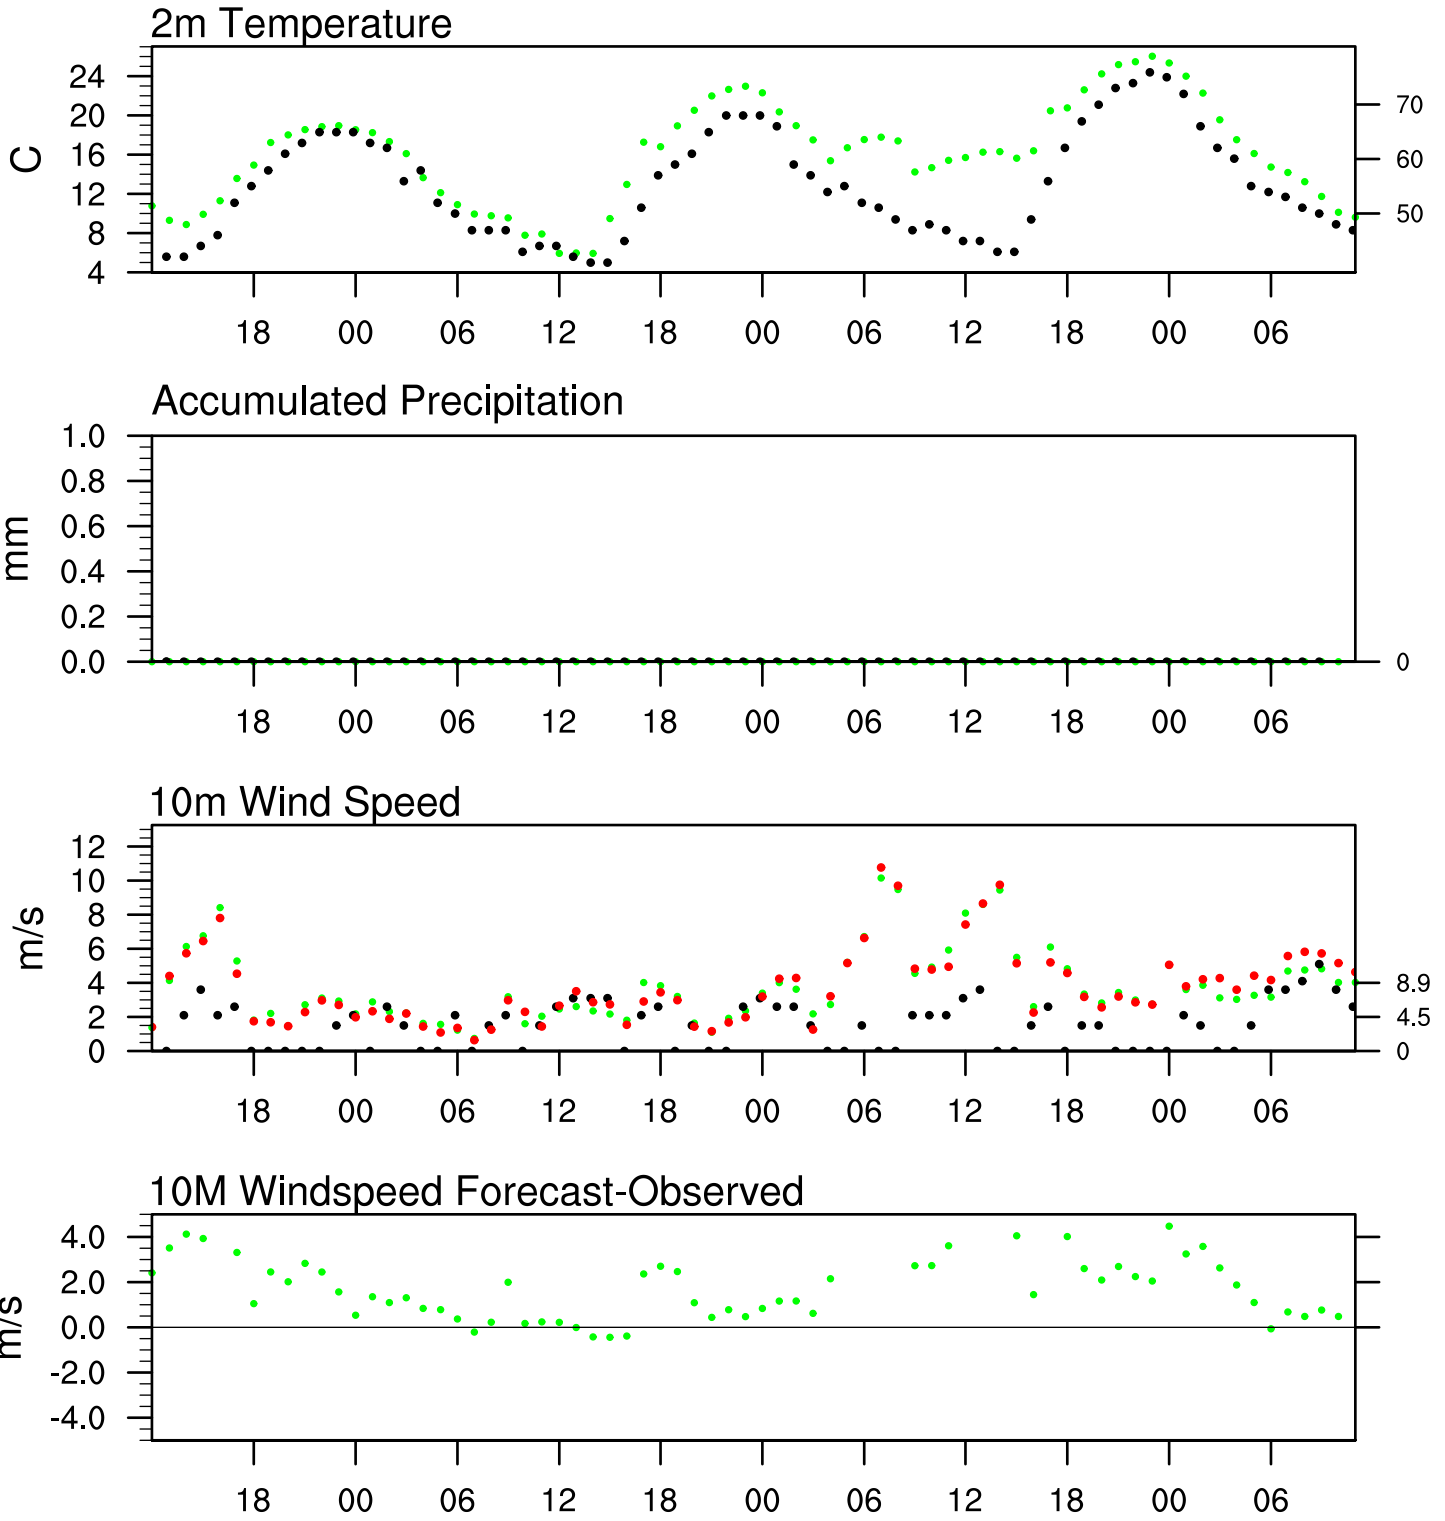 2m Temperature
24
20
16
12
8
4
C
70
60
50
18 00 06 12 18 00 06 12 18 00 06
Accumulated Precipitation
1.0
0.8
0.6
0.4
0.2
0.0
mm
0
18 00 06 12 18 00 06 12 18 00 06
10m Wind Speed
12
10
8
6
4
2
0
m/s
8.9
4.5
0
18 00 06 12 18 00 06 12 18 00 06
10M Windspeed Forecast-Observed
4.0
2.0
0.0
-2.0
-4.0
m/s
18 00 06 12 18 00 06 12 18 00 06